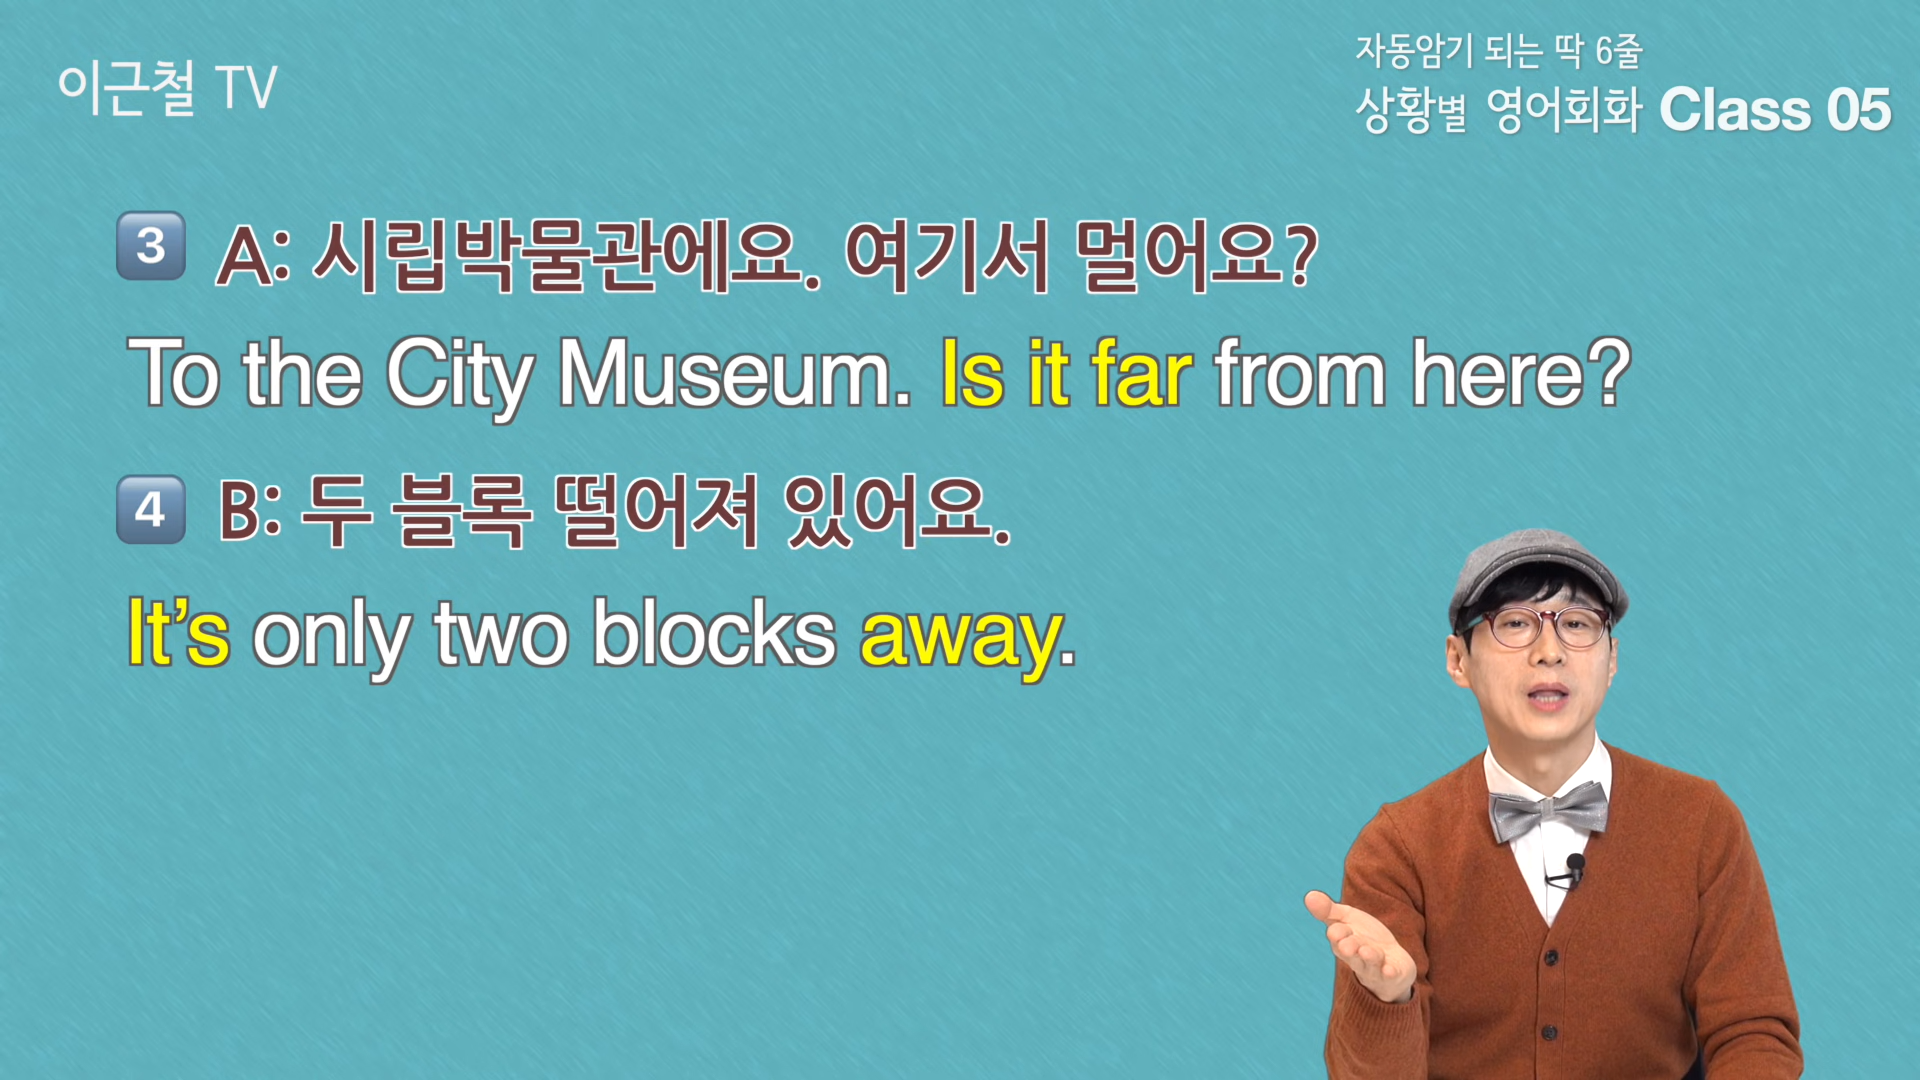 이근철 TV
자동암기 되는 딱 6줄
상황별 영어회화 Class 05
3 A: 시립박물관에요. 여기서 멀어요?
To the City Museum. Is it far from here?
4 B: 두 블록 떨어져 있어요.
It’s only two blocks away.